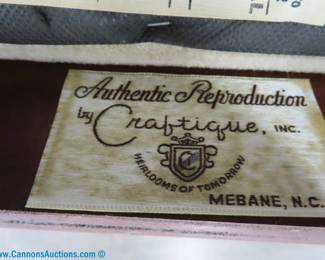 Authentic Reproduction
by Craftique, INC.
HEIRLOOMS OF TOMORROW
MEBANE, N.C.
www.CannonsAuctions.com ©